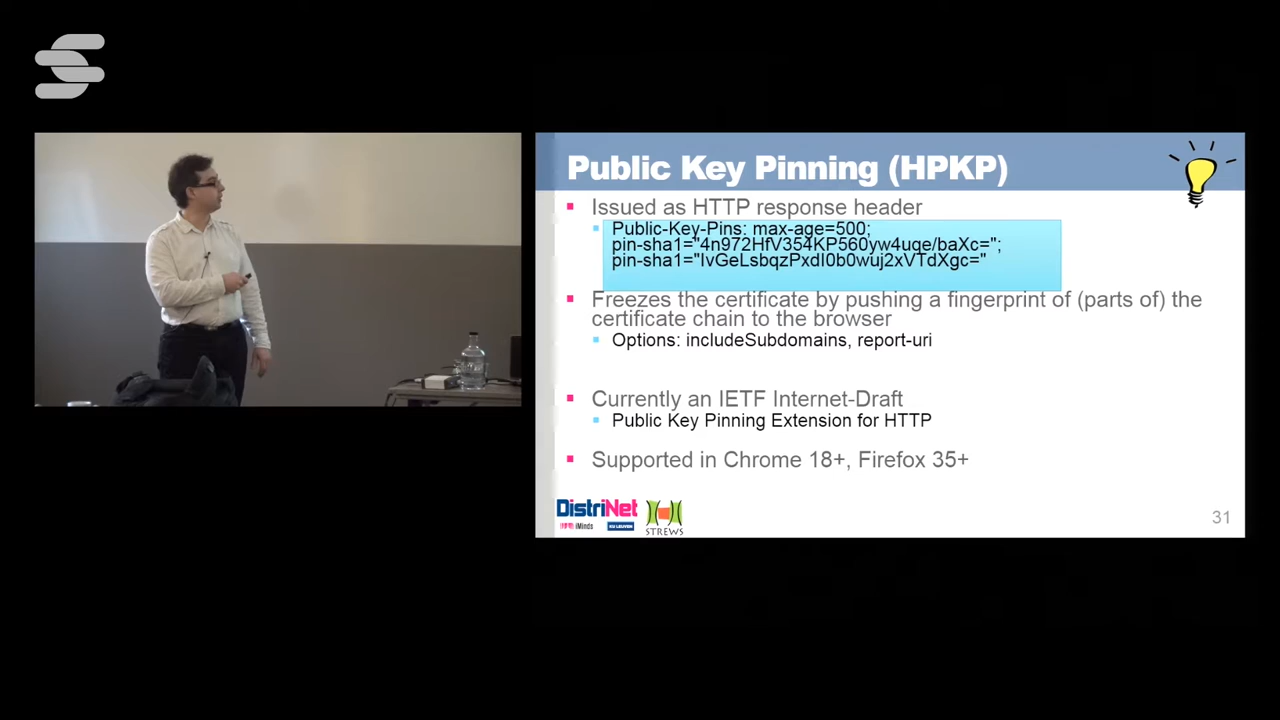 Public Key Pinning (HPKP)
Issued as HTTP response header
Public-Key-Pins: max-age=500;
pin-sha1="4n972HfV354KP560yw4uqe/baXc=";
pin-sha1="IvGeLsbqzPxdI0b0wuj2xVTdXgc="
Freezes the certificate by pushing a fingerprint of (parts of) the
certificate chain to the browser
Options: includeSubdomains, report-uri
Currently an IETF Internet-Draft
Public Key Pinning Extension for HTTP
Supported in Chrome 18+, Firefox 35+
DistriNet
iMinds
KU LEUVEN
STREWS
31